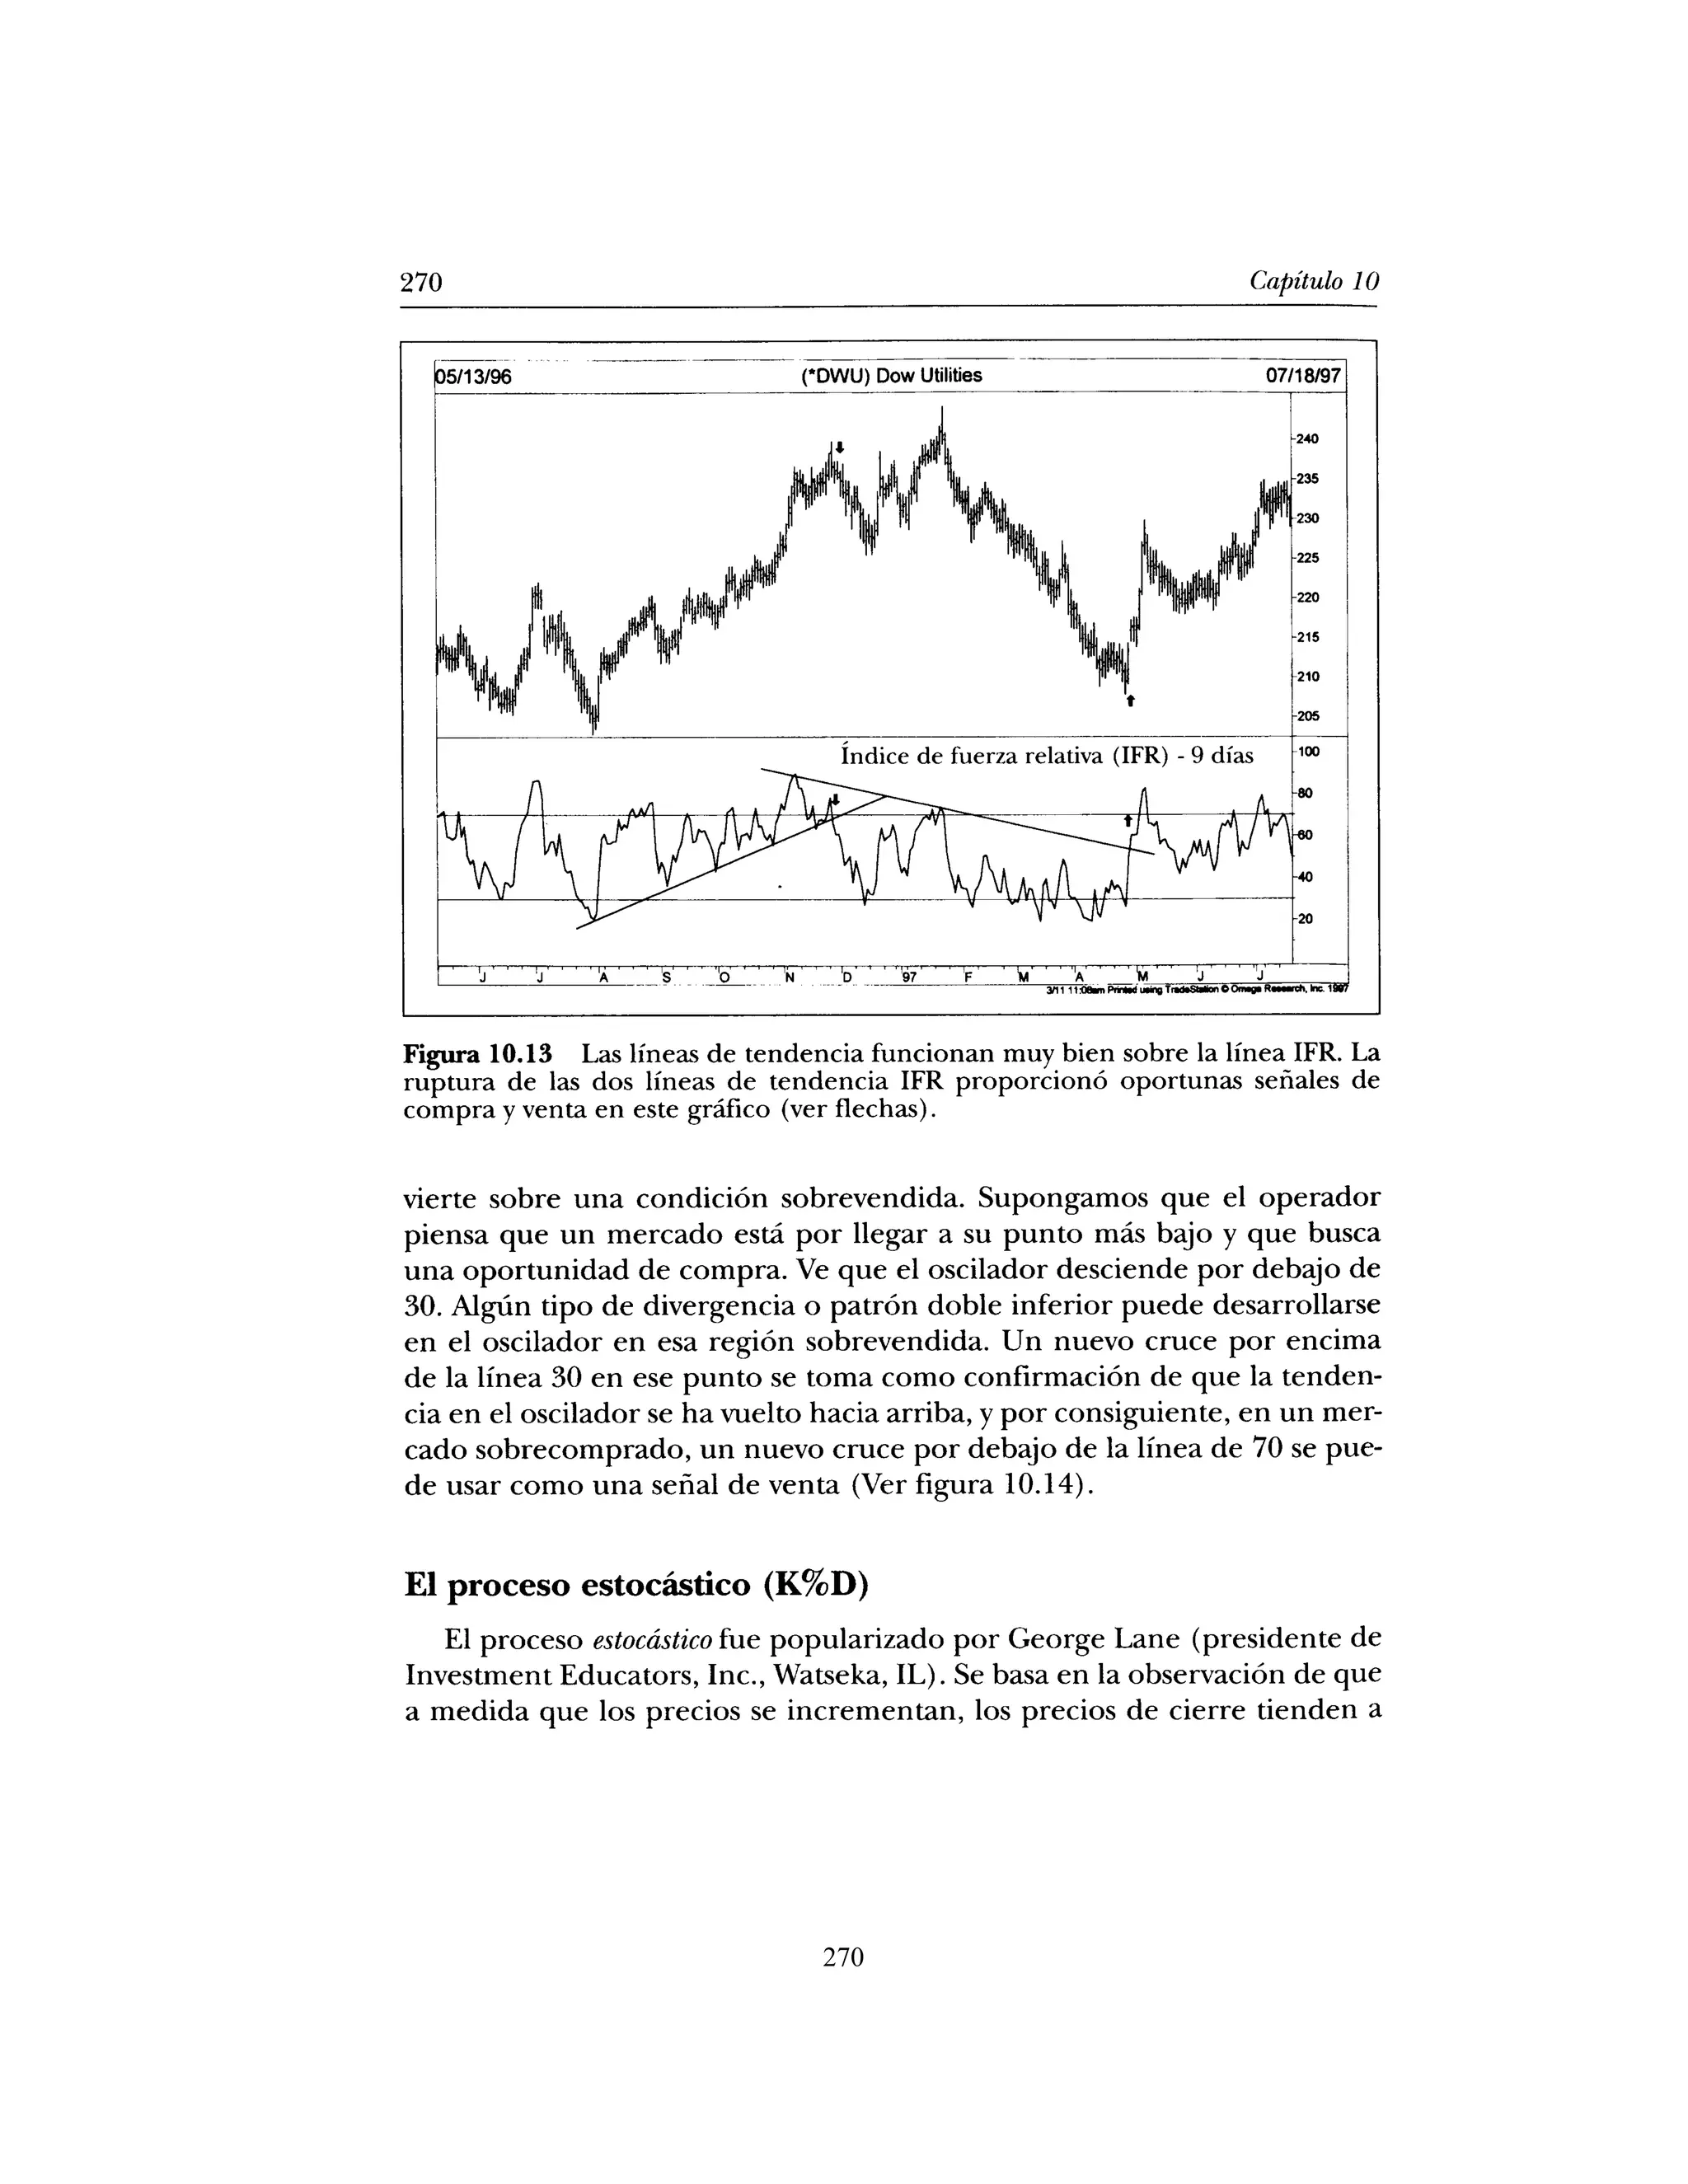 270 Capítulo 10
05/13/96 (*DWU) Dow Utilities 07/18/97
240
235
230
225
220
215
210
205
Índice de fuerza relativa (IFR) - 9 días
100
80
60
40
20
J J A S O N D 97 F M A M J J
3/11 11:08am Printed using TradeStation © Omega Research, Inc. 1997
Figura 10.13 Las líneas de tendencia funcionan muy bien sobre la línea IFR. La
ruptura de las dos líneas de tendencia IFR proporcionó oportunas señales de
compra y venta en este gráfico (ver flechas).
vierte sobre una condición sobrevendida. Supongamos que el operador
piensa que un mercado está por llegar a su punto más bajo y que busca
una oportunidad de compra. Ve que el oscilador desciende por debajo de
30. Algún tipo de divergencia o patrón doble inferior puede desarrollarse
en el oscilador en esa región sobrevendida. Un nuevo cruce por encima
de la línea 30 en ese punto se toma como confirmación de que la tenden-
cia en el oscilador se ha vuelto hacia arriba, y por consiguiente, en un mer-
cado sobrecomprado, un nuevo cruce por debajo de la línea de 70 se pue-
de usar como una señal de venta (Ver figura 10.14).
El proceso estocástico (K%D)
El proceso estocástico fue popularizado por George Lane (presidente de
Investment Educators, Inc., Watseka, IL). Se basa en la observación de que
a medida que los precios se incrementan, los precios de cierre tienden a
270